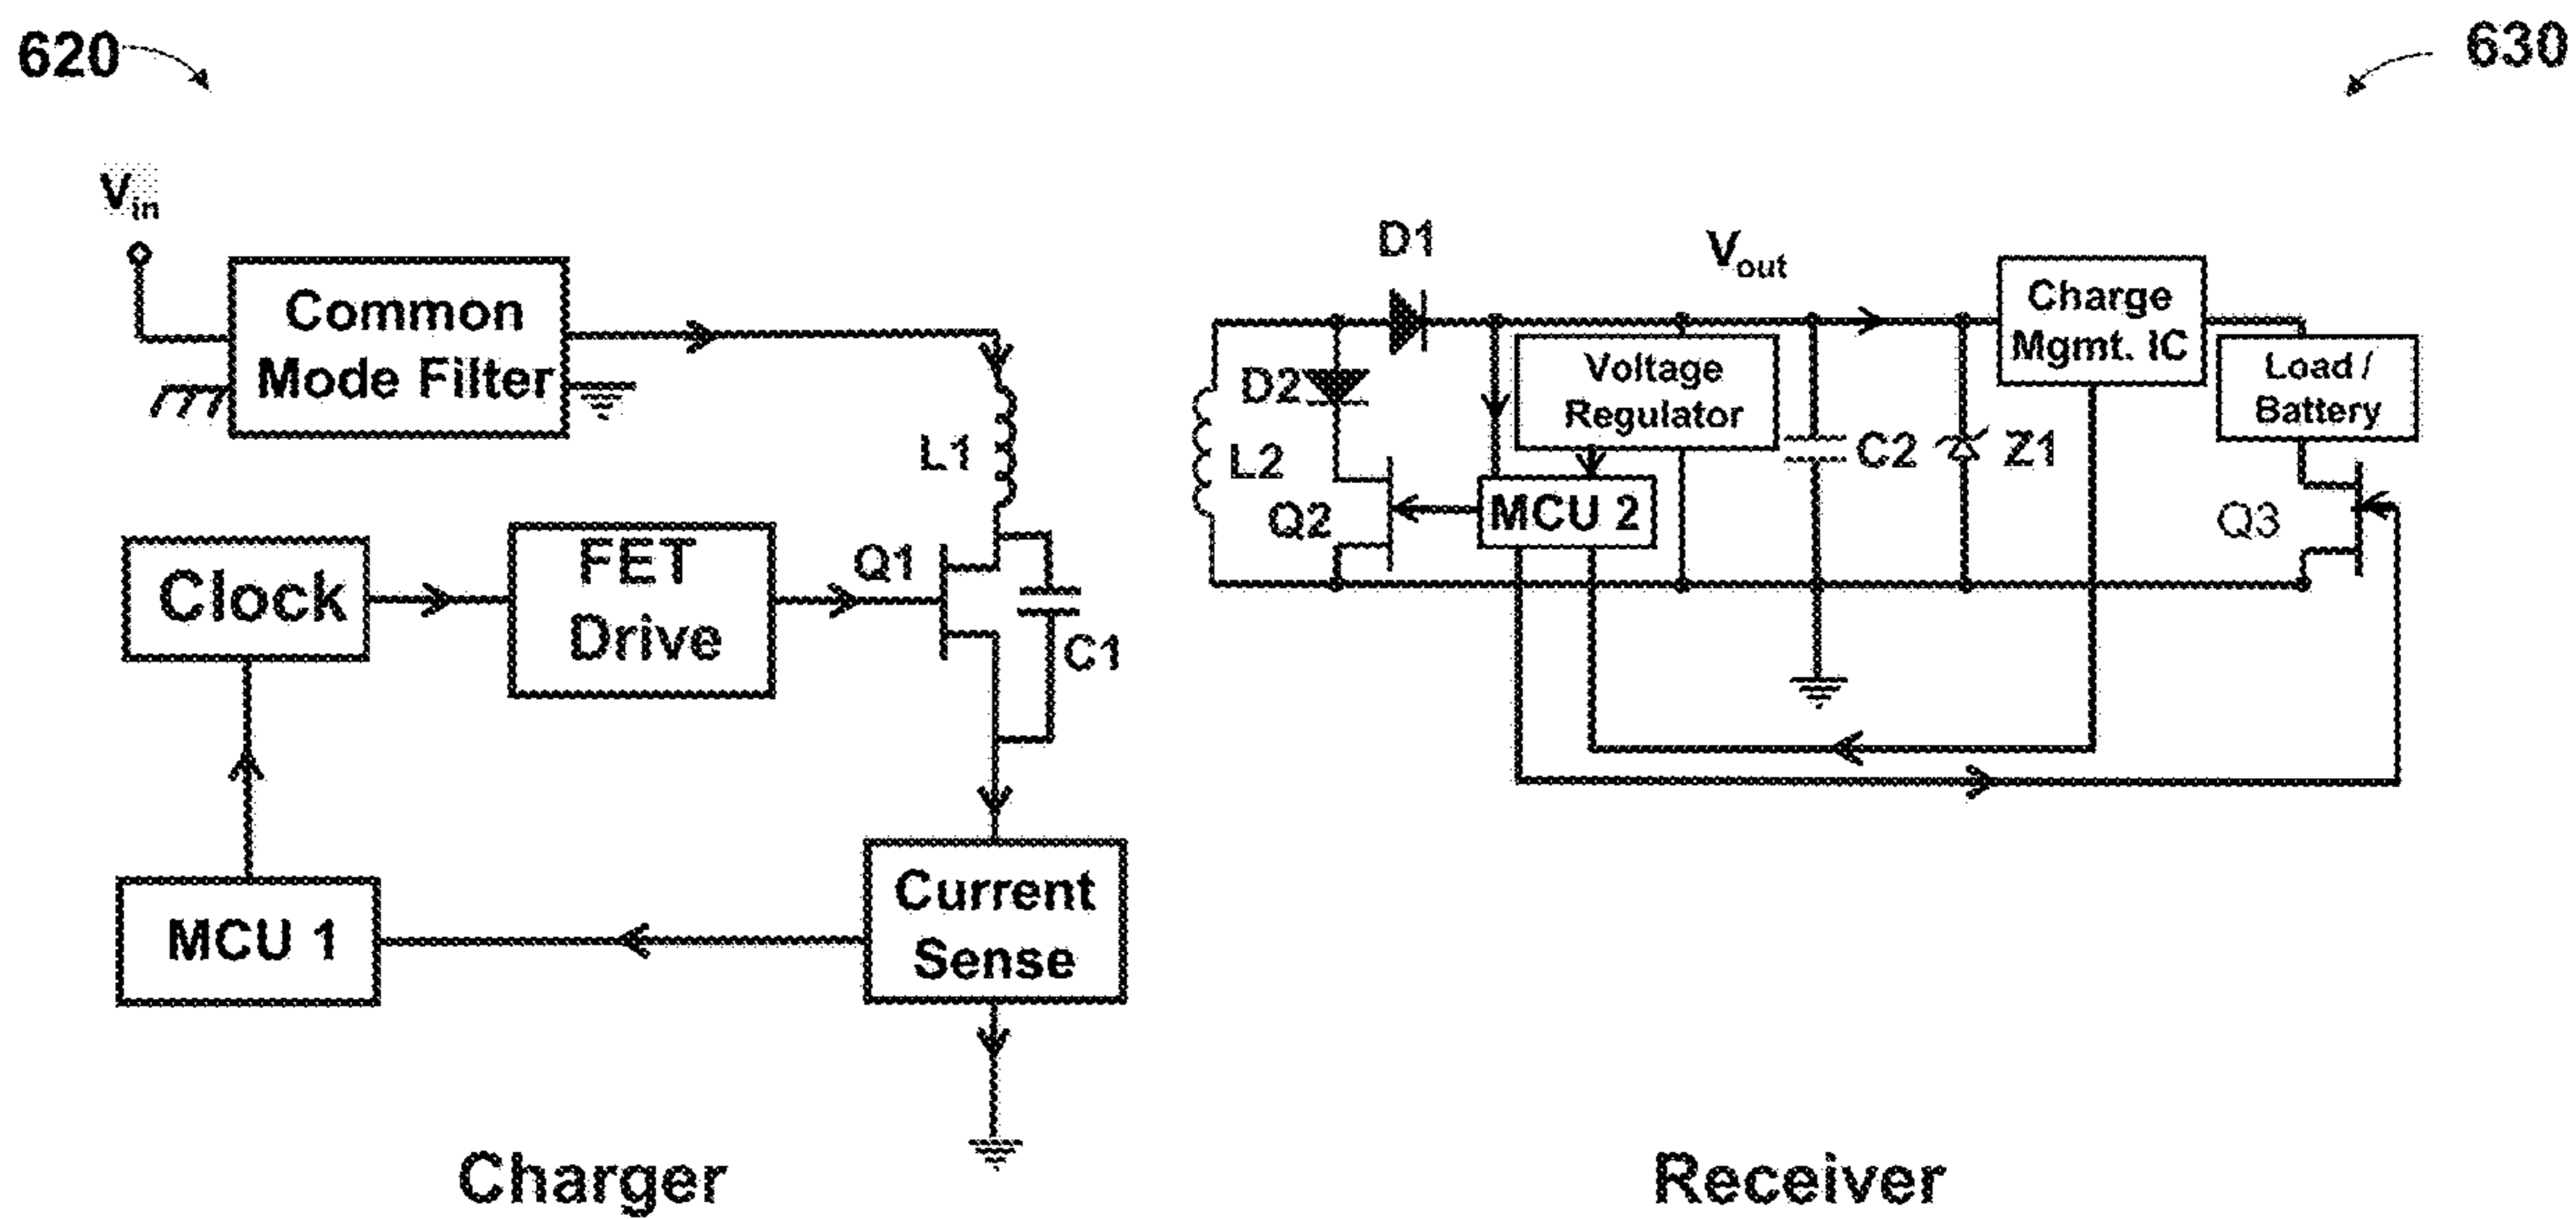 620
630
Vin
Common
Mode Filter
L1
Clock
FET
Drive
Q1
C1
MCU 1
Current
Sense
Charger
D1
Vout
Charge
Mgmt. IC
Voltage
Regulator
Load /
Battery
D2
L2
C2
Z1
Q2
MCU 2
Q3
Receiver